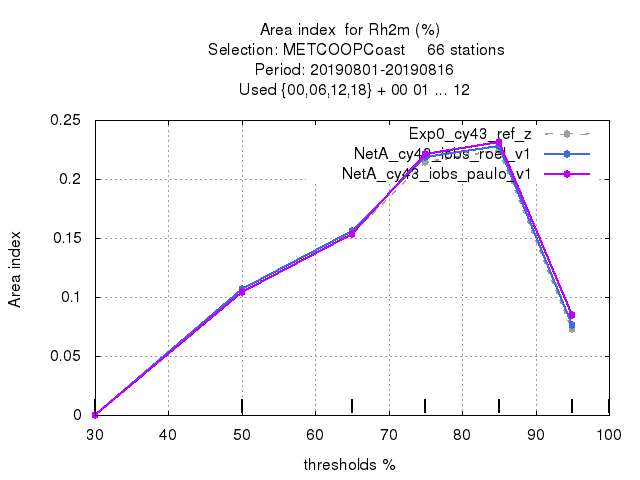 Area index  for Rh2m (%)
Selection: METCOOPCoast     66 stations
Period: 20190801-20190816
Used {00,06,12,18} + 00 01 ... 12
Exp0_cy43_ref_z
NetA_cy43_iobs_roel_v1
NetA_cy43_iobs_paulo_v1
0.25
0.2
0.15
0.1
0.05
0
Area index
30 40 50 60 70 80 90 100
thresholds %